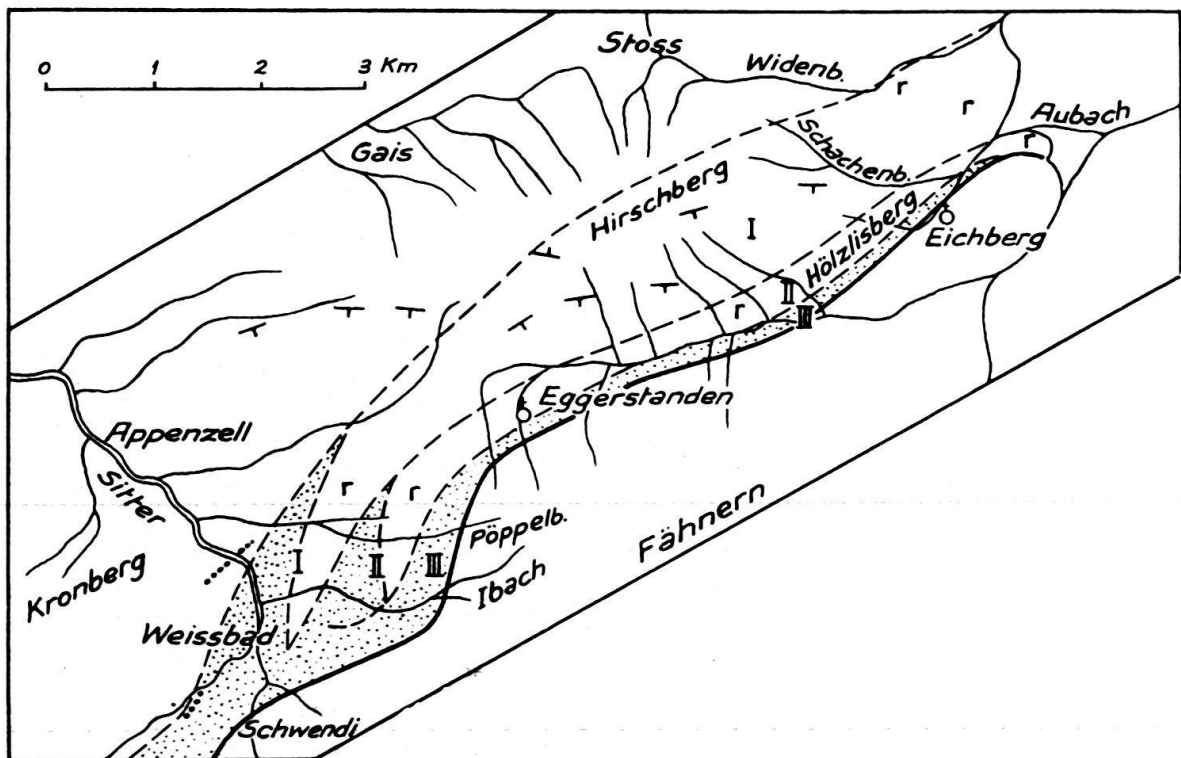 0 1 2 3 Km
Stoss
Widenb.
Gais
Schachenb.
Aubach
r
r
r
Hirschberg
I
Hölzlisberg
Eichberg
II
III
r
Eggerstanden
Appenzell
Sitter
r
r
Pöppelb.
Fähnern
Kronberg
I
II
III
Ibach
Weissbad
Schwendi